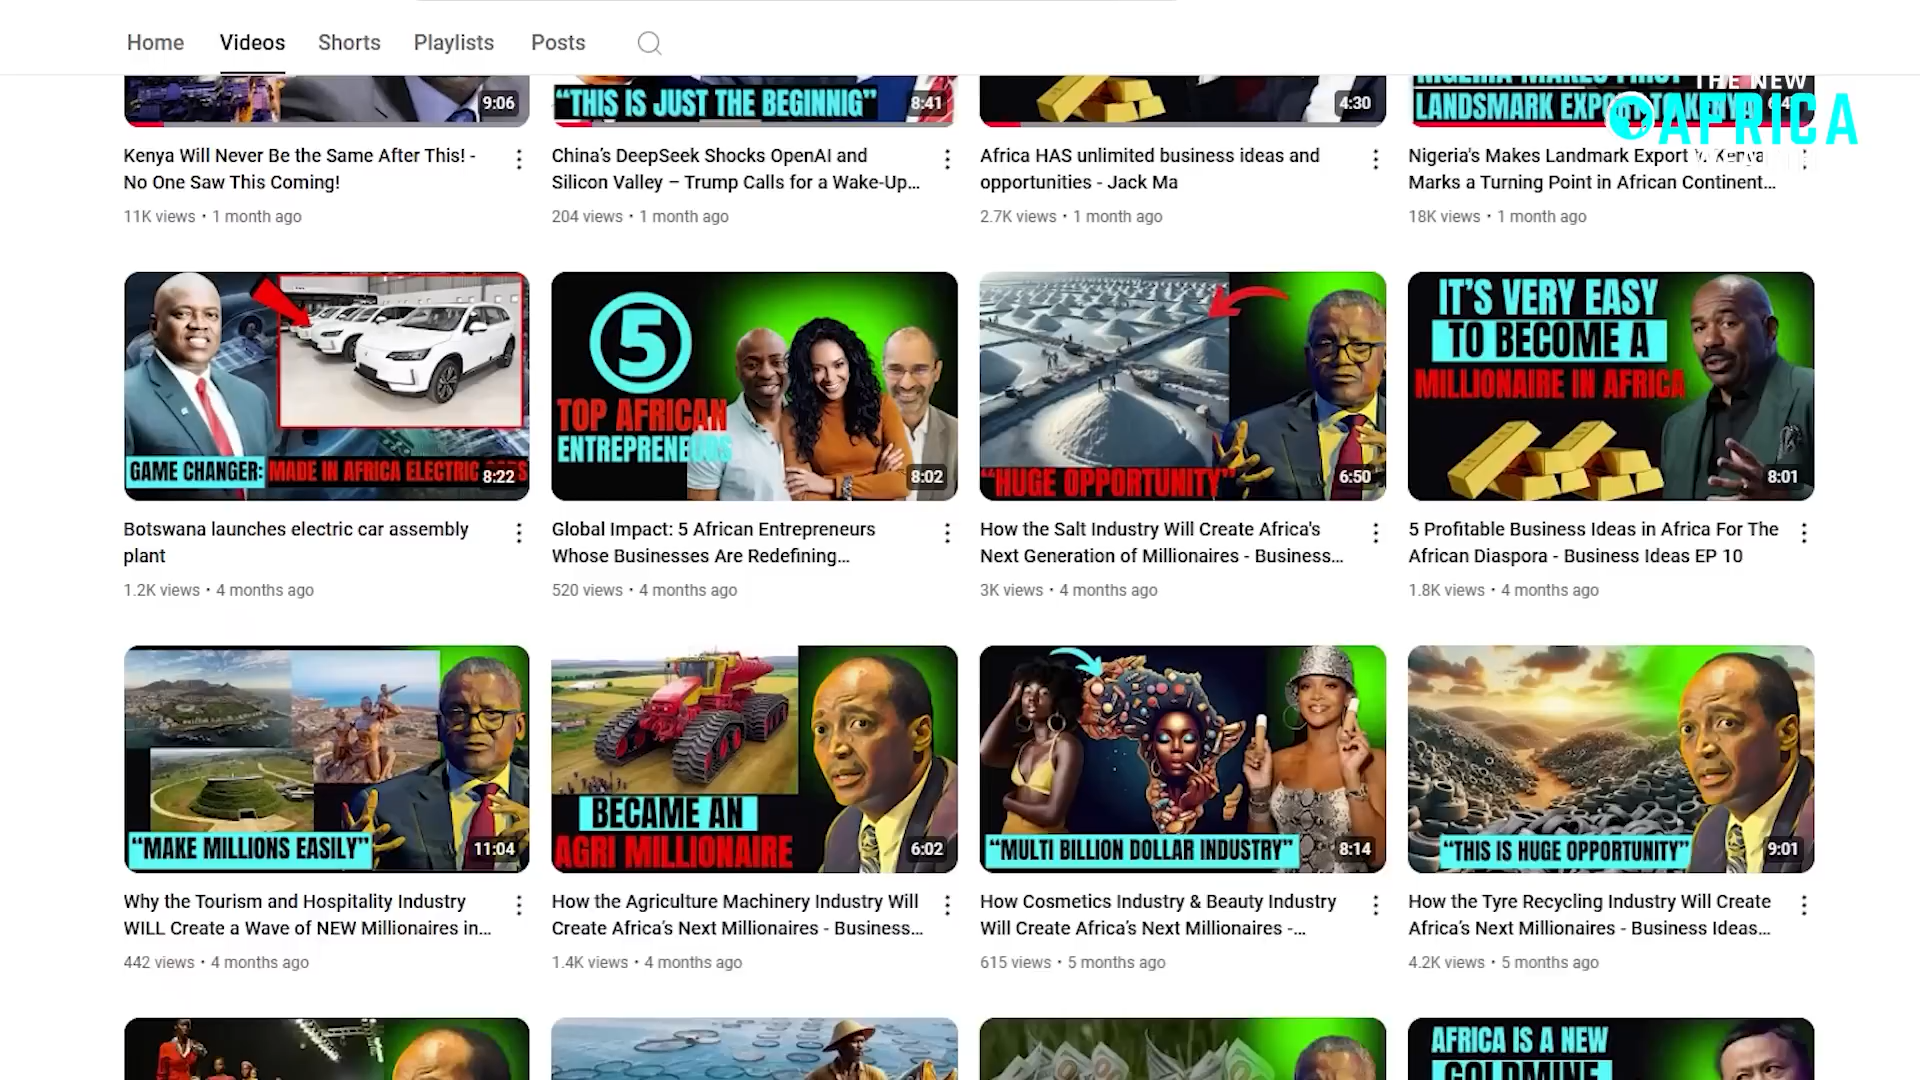 Home Videos Shorts Playlists Posts
THE NEW
AFRICA
9:06
"THIS IS JUST THE BEGINNIG"
8:41
4:30
LANDSMARK EXPORT TO KENYA
Kenya Will Never Be the Same After This! -
No One Saw This Coming!
11K views • 1 month ago
China's DeepSeek Shocks OpenAI and
Silicon Valley – Trump Calls for a Wake-Up...
204 views • 1 month ago
Africa HAS unlimited business ideas and
opportunities - Jack Ma
2.7K views • 1 month ago
Nigeria's Makes Landmark Export to Kenya
Marks a Turning Point in African Continent...
18K views • 1 month ago
GAME CHANGER: MADE IN AFRICA ELECTRIC
8:22
5
TOP AFRICAN
ENTREPRENEURS
8:02
"HUGE OPPORTUNITY"
6:50
IT'S VERY EASY
TO BECOME A
MILLIONAIRE IN AFRICA
8:01
Botswana launches electric car assembly
plant
1.2K views • 4 months ago
Global Impact: 5 African Entrepreneurs
Whose Businesses Are Redefining...
520 views • 4 months ago
How the Salt Industry Will Create Africa's
Next Generation of Millionaires - Business...
3K views • 4 months ago
5 Profitable Business Ideas in Africa For The
African Diaspora - Business Ideas EP 10
1.8K views • 4 months ago
"MAKE MILLIONS EASILY"
11:04
BECAME AN
AGRI MILLIONAIRE
6:02
"MULTI BILLION DOLLAR INDUSTRY"
8:14
"THIS IS HUGE OPPORTUNITY"
9:01
Why the Tourism and Hospitality Industry
WILL Create a Wave of NEW Millionaires in...
442 views • 4 months ago
How the Agriculture Machinery Industry Will
Create Africa's Next Millionaires - Business...
1.4K views • 4 months ago
How Cosmetics Industry & Beauty Industry
Will Create Africa's Next Millionaires -...
615 views • 5 months ago
How the Tyre Recycling Industry Will Create
Africa's Next Millionaires - Business Ideas...
4.2K views • 5 months ago
AFRICA IS A NEW
GOLDMINE